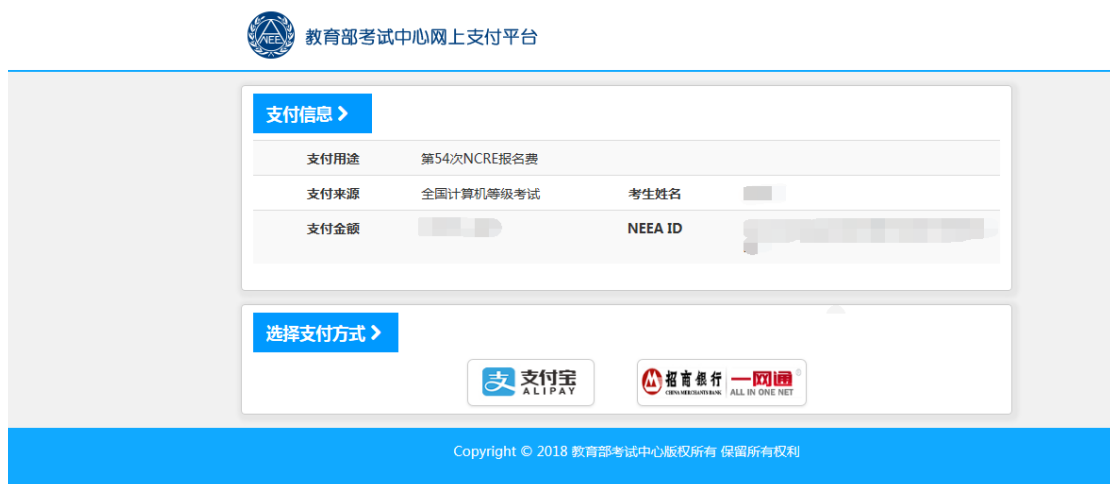 NEE
教育部考试中心网上支付平台
支付信息
支付用途 第54次NCRE报名费
支付来源 全国计算机等级考试 考生姓名
支付金额 NEEA ID
选择支付方式
支 支付宝 ALIPAY
招商银行 CHINA MERCHANTS BANK 一网通 ALL IN ONE NET
Copyright © 2018 教育部考试中心版权所有 保留所有权利